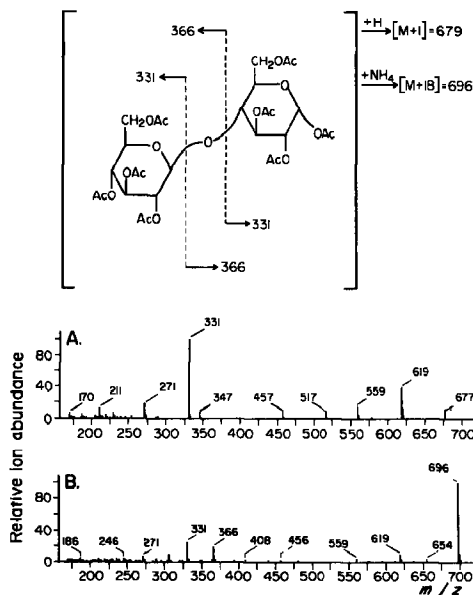 366
+H
[M+1]=679
CH2OAc
331
+NH4
[M+18]=696
O
CH2OAc
OAc
OAc
O
O
OAc
OAc
AcO
AcO
331
366
Relative ion abundance
A.
331
80
40
0
170
211
271
347
457
517
559
619
677
200 250 300 350 400 450 500 550 600 650 700
B.
696
80
40
0
186
246
271
331
366
408
456
559
619
654
200 250 300 350 400 450 500 550 600 650 700
m/z